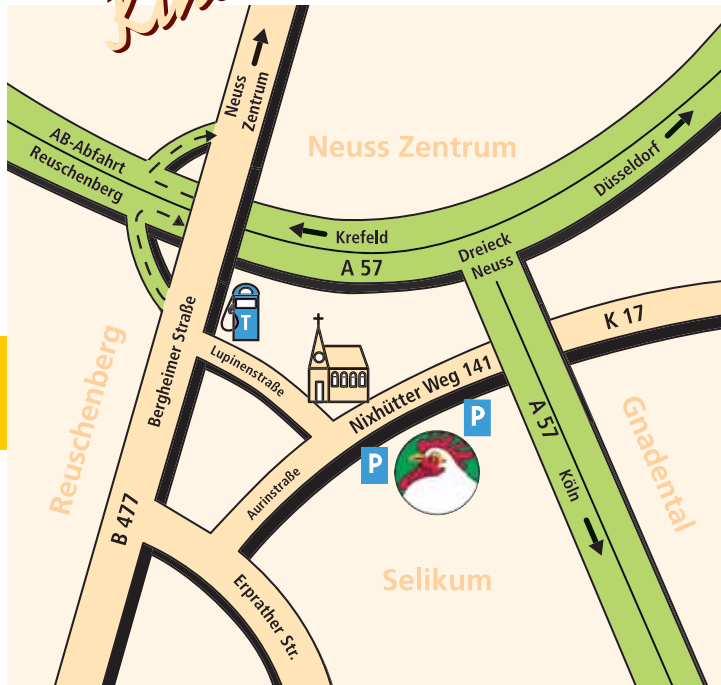 Neuss
Zentrum
AB-Abfahrt
Reuschenberg
Neuss Zentrum
Düsseldorf
Krefeld
A 57
Dreieck
Neuss
T
Bergheimer Straße
Lupinenstraße
K 17
Nixhütter Weg 141
Reuschenberg
P
P
A 57
Köln
Gnadental
Aurinstraße
B 477
Selikum
Erprather Str.